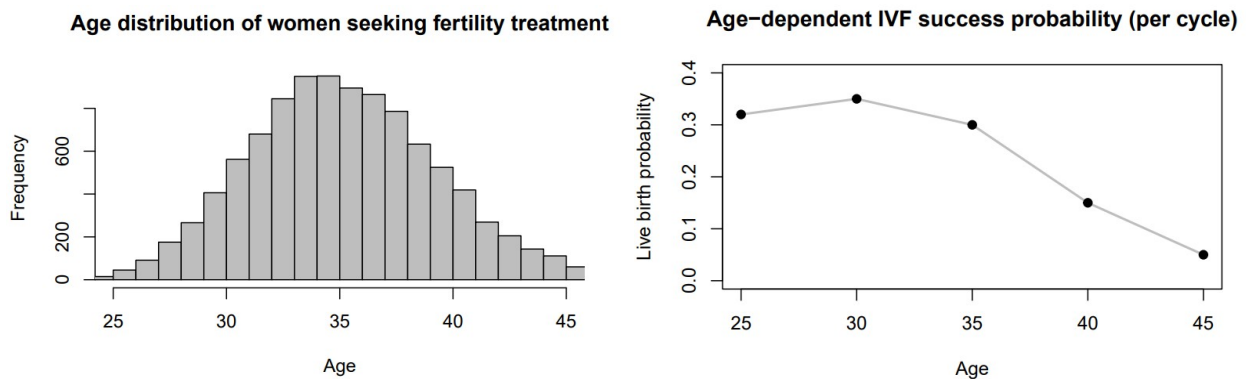 Age distribution of women seeking fertility treatment
Frequency
0
200
600
25 30 35 40 45
Age
Age−dependent IVF success probability (per cycle)
Live birth probability
0.0
0.1
0.2
0.3
0.4
25 30 35 40 45
Age